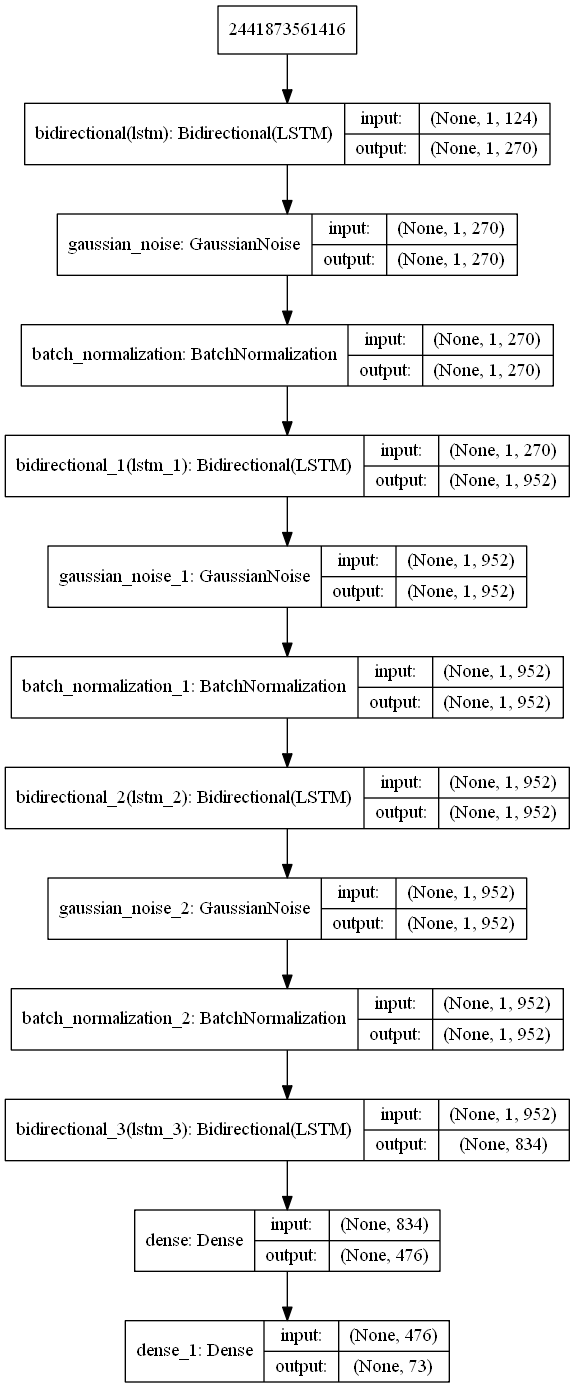 2441873561416
bidirectional(lstm): Bidirectional(LSTM)
input: (None, 1, 124)
output: (None, 1, 270)
gaussian_noise: GaussianNoise
input: (None, 1, 270)
output: (None, 1, 270)
batch_normalization: BatchNormalization
input: (None, 1, 270)
output: (None, 1, 270)
bidirectional_1(lstm_1): Bidirectional(LSTM)
input: (None, 1, 270)
output: (None, 1, 952)
gaussian_noise_1: GaussianNoise
input: (None, 1, 952)
output: (None, 1, 952)
batch_normalization_1: BatchNormalization
input: (None, 1, 952)
output: (None, 1, 952)
bidirectional_2(lstm_2): Bidirectional(LSTM)
input: (None, 1, 952)
output: (None, 1, 952)
gaussian_noise_2: GaussianNoise
input: (None, 1, 952)
output: (None, 1, 952)
batch_normalization_2: BatchNormalization
input: (None, 1, 952)
output: (None, 1, 952)
bidirectional_3(lstm_3): Bidirectional(LSTM)
input: (None, 1, 952)
output: (None, 834)
dense: Dense
input: (None, 834)
output: (None, 476)
dense_1: Dense
input: (None, 476)
output: (None, 73)